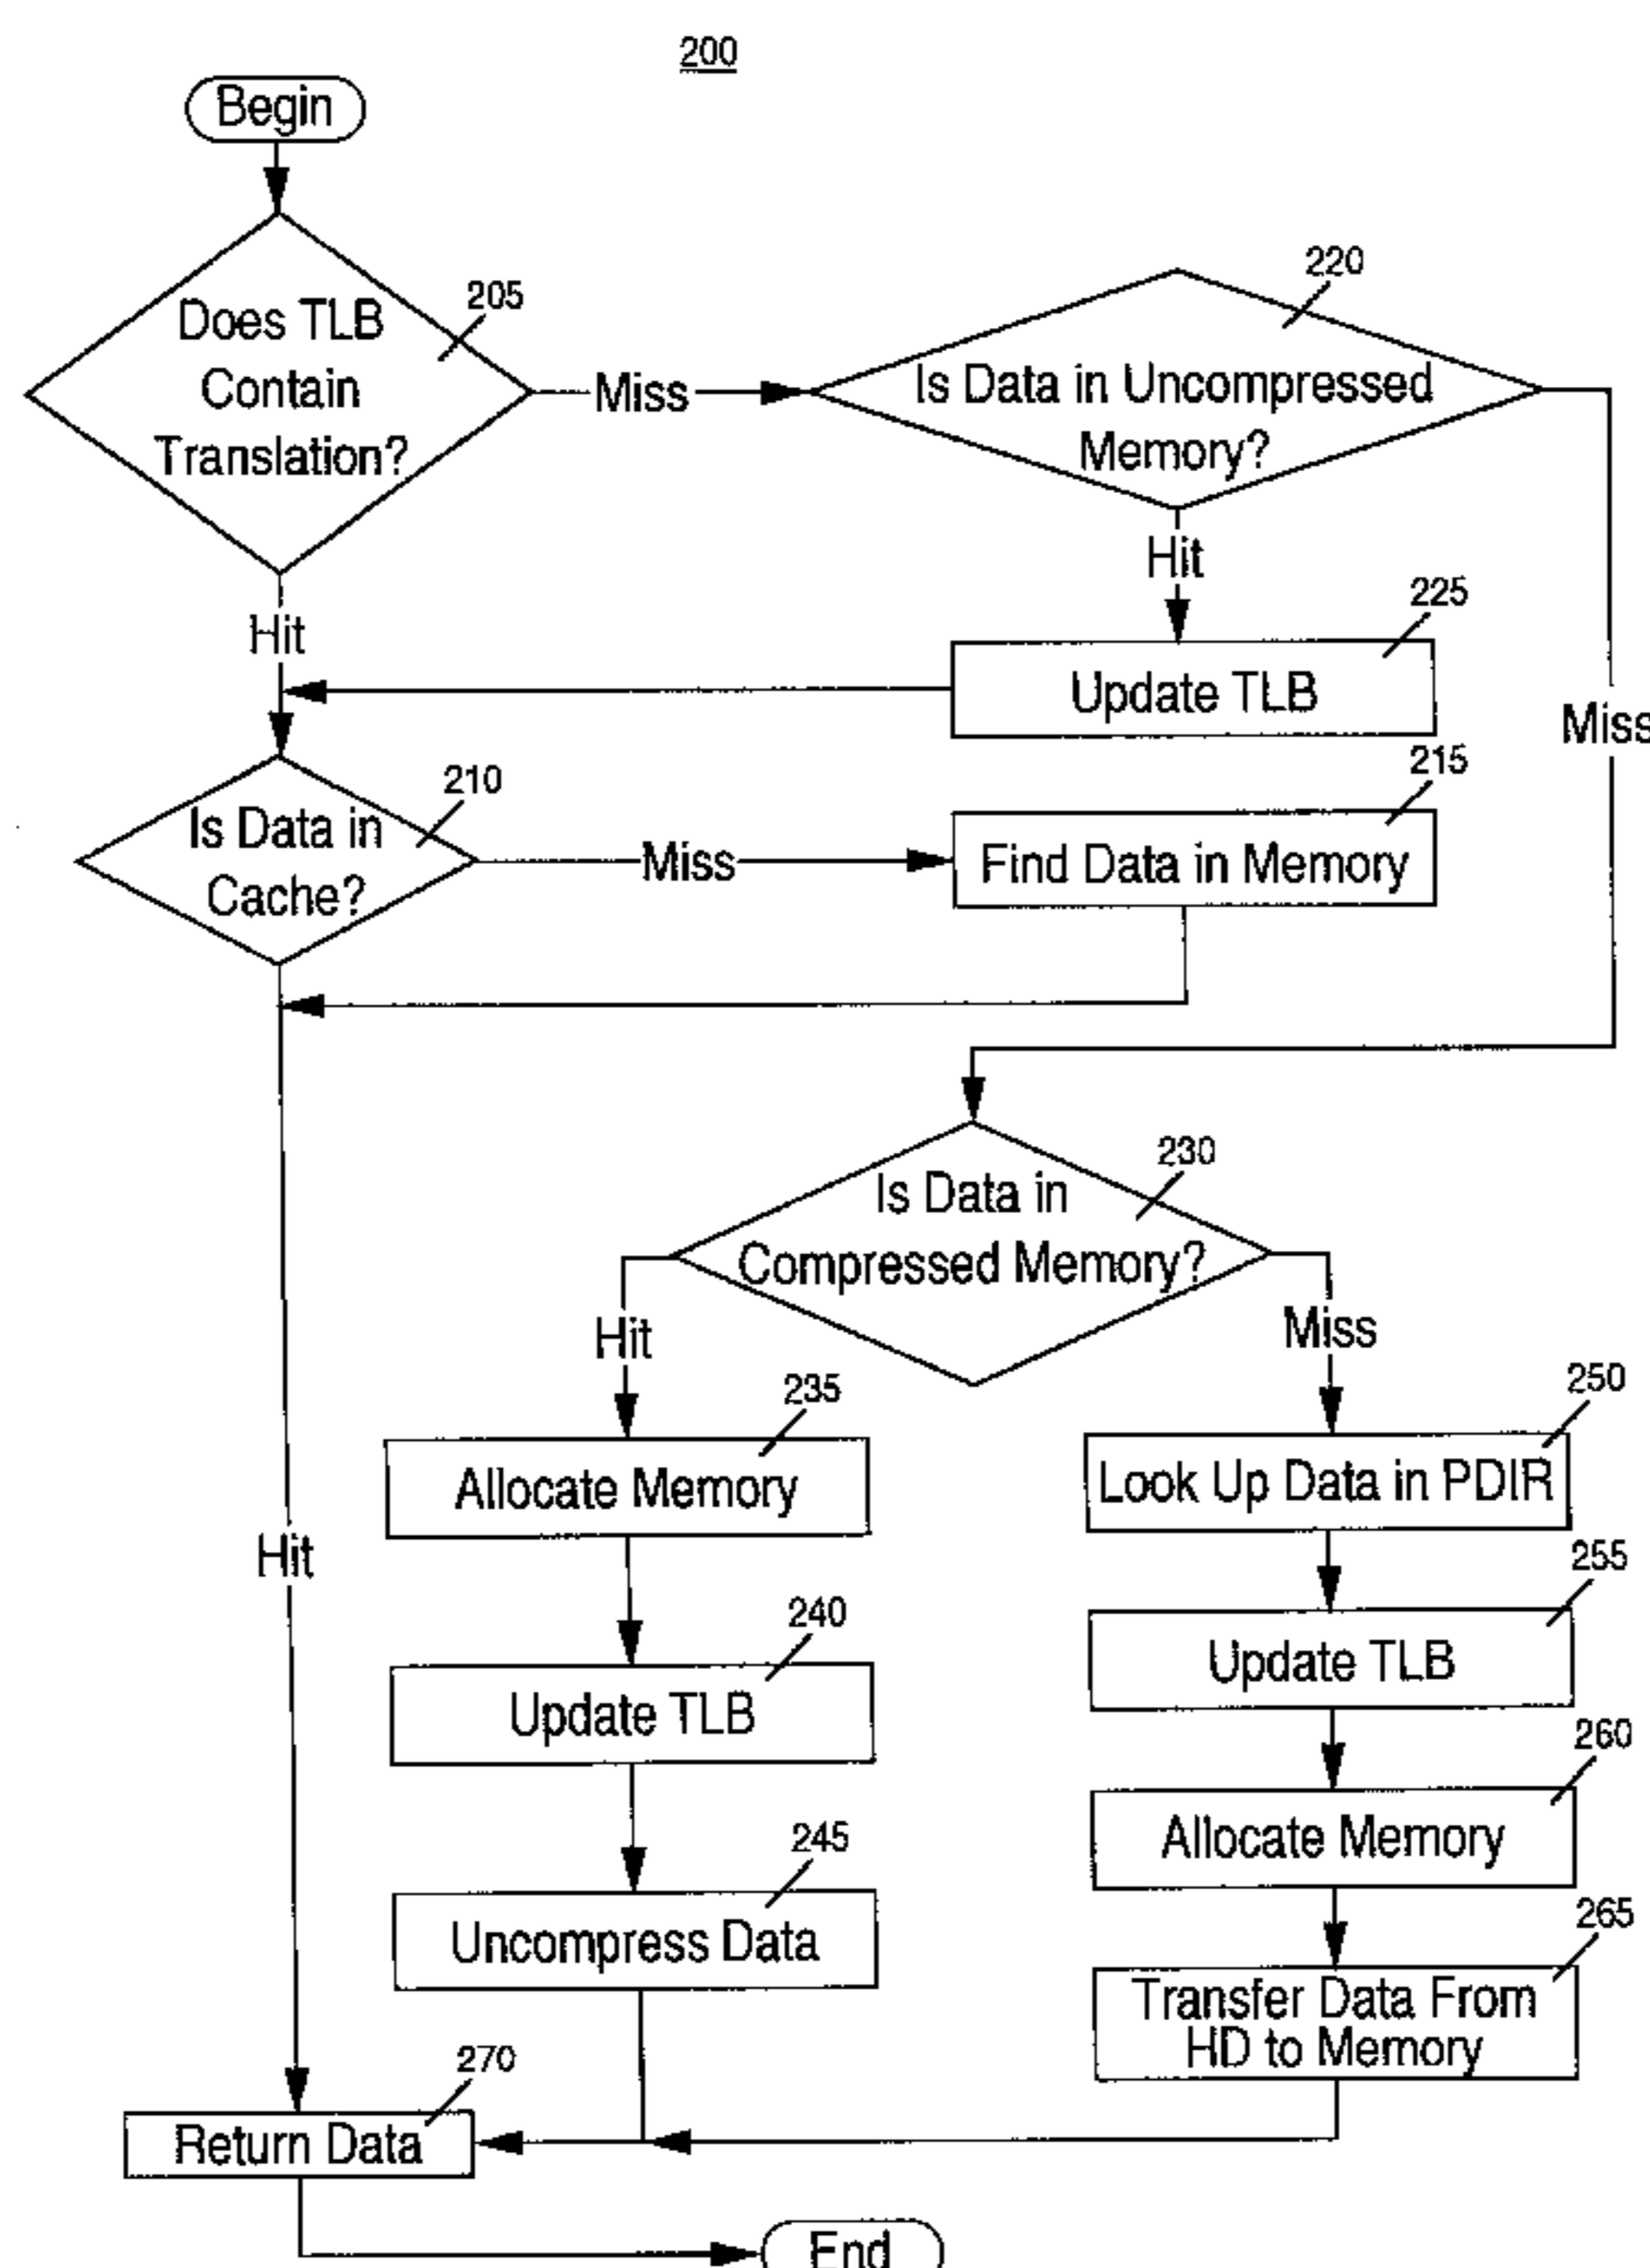 200
Begin
205
Does TLB
Contain
Translation?
Miss
220
Is Data in Uncompressed
Memory?
Hit
Hit
225
Update TLB
Miss
210
Is Data in
Cache?
Miss
215
Find Data in Memory
230
Is Data in
Compressed Memory?
Hit
Miss
235
Allocate Memory
250
Look Up Data in PDIR
Hit
240
Update TLB
255
Update TLB
245
Uncompress Data
260
Allocate Memory
265
Transfer Data From
HD to Memory
270
Return Data
End